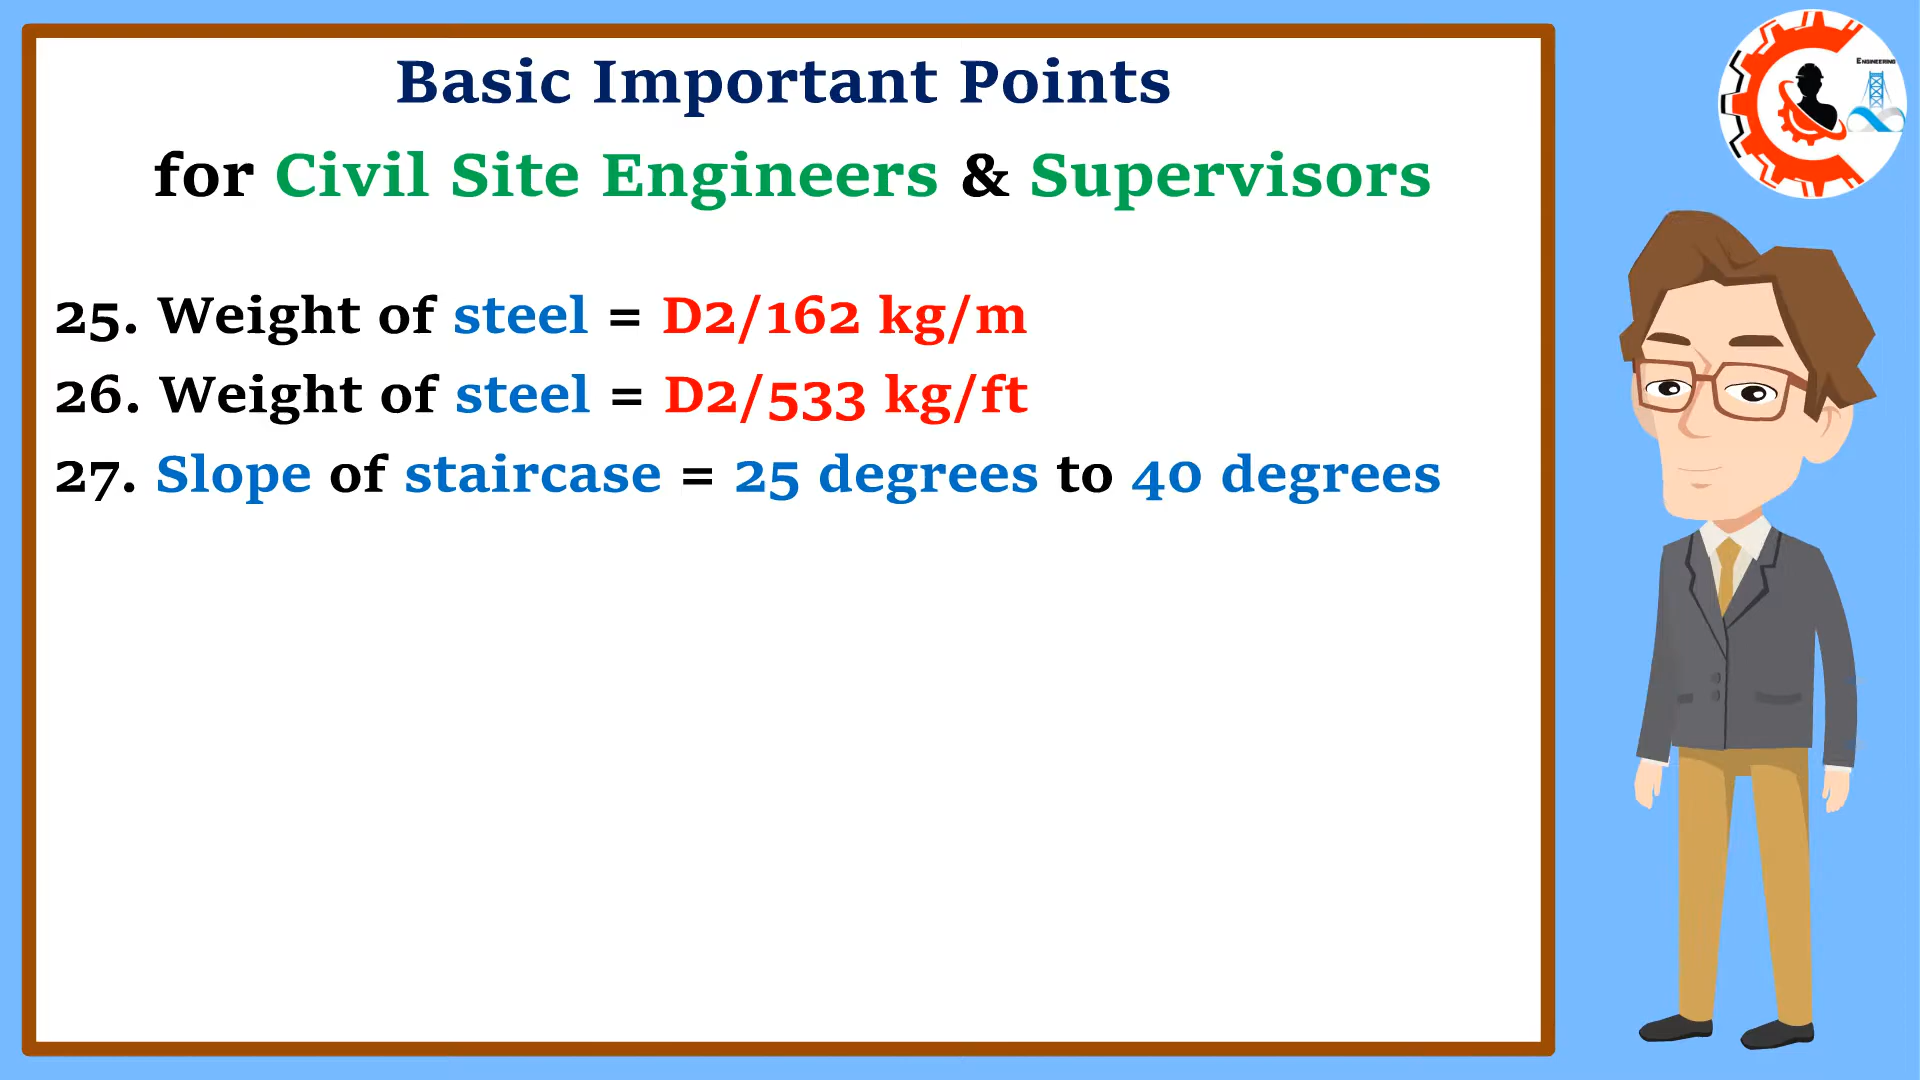 Basic Important Points
for Civil Site Engineers & Supervisors
25. Weight of steel = D2/162 kg/m
26. Weight of steel = D2/533 kg/ft
27. Slope of staircase = 25 degrees to 40 degrees
ENGINEERING